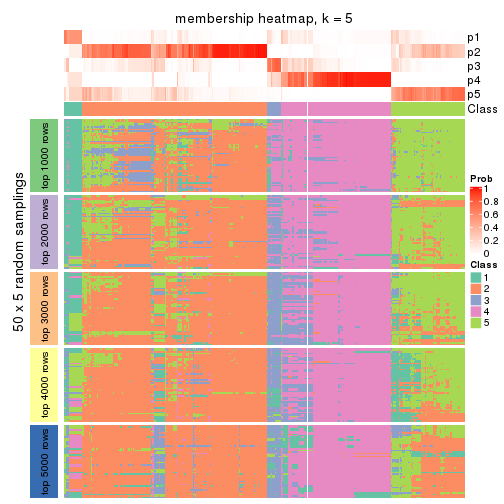 membership heatmap, k = 5
p1
p2
p3
p4
p5
Class
50 x 5 random samplings
top 1000 rows
top 2000 rows
top 3000 rows
top 4000 rows
top 5000 rows
Prob
1
0.8
0.6
0.4
0.2
0
Class
1
2
3
4
5